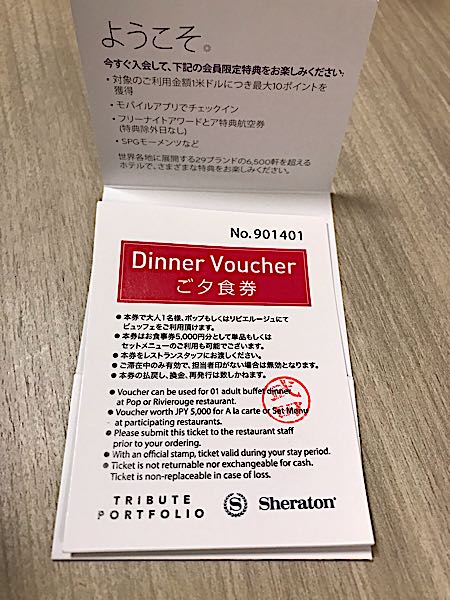 ようこそ。
今すぐ入会して、下記の会員限定特典をお楽しみください：
・対象のご利用金額1米ドルにつき最大10ポイントを
獲得
・モバイルアプリでチェックイン
・フリーナイトアワードとア特典航空券
(特典除外日なし)
・SPGモーメンツなど
世界各地に展開する29ブランドの6,500軒を超える
ホテルで、さまざまな特典をお楽しみください。
No.901401
Dinner Voucher
ご夕食券
● 本券で大人1名様、ポップもしくはリビエルージュにて
ビュッフェをご利用頂けます。
● 本券はお食事券5,000円分として単品もしくは
セットメニューのご利用も可能でございます。
● 本券をレストランスタッフにお渡しください。
● ご滞在中のみ有効で、担当者印がない場合は無効となります。
● 本券の払戻し、換金、再発行は致しかねます。
● Voucher can be used for 01 adult buffet dinner
at Pop or Rivierouge restaurant.
● Voucher worth JPY 5,000 for A la carte or Set Menu
at participating restaurants.
● Please submit this ticket to the restaurant staff
prior to your ordering.
● With an official stamp, ticket valid during your stay period.
● Ticket is not returnable nor exchangeable for cash.
Ticket is non-replaceable in case of loss.
TRIBUTE
PORTFOLIO
S
Sheraton®